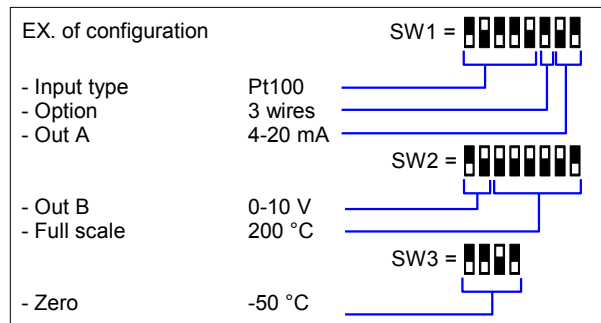 EX. of configuration SW1 =
- Input type Pt100
- Option 3 wires
- Out A 4-20 mA
SW2 =
- Out B 0-10 V
- Full scale 200 °C
SW3 =
- Zero -50 °C